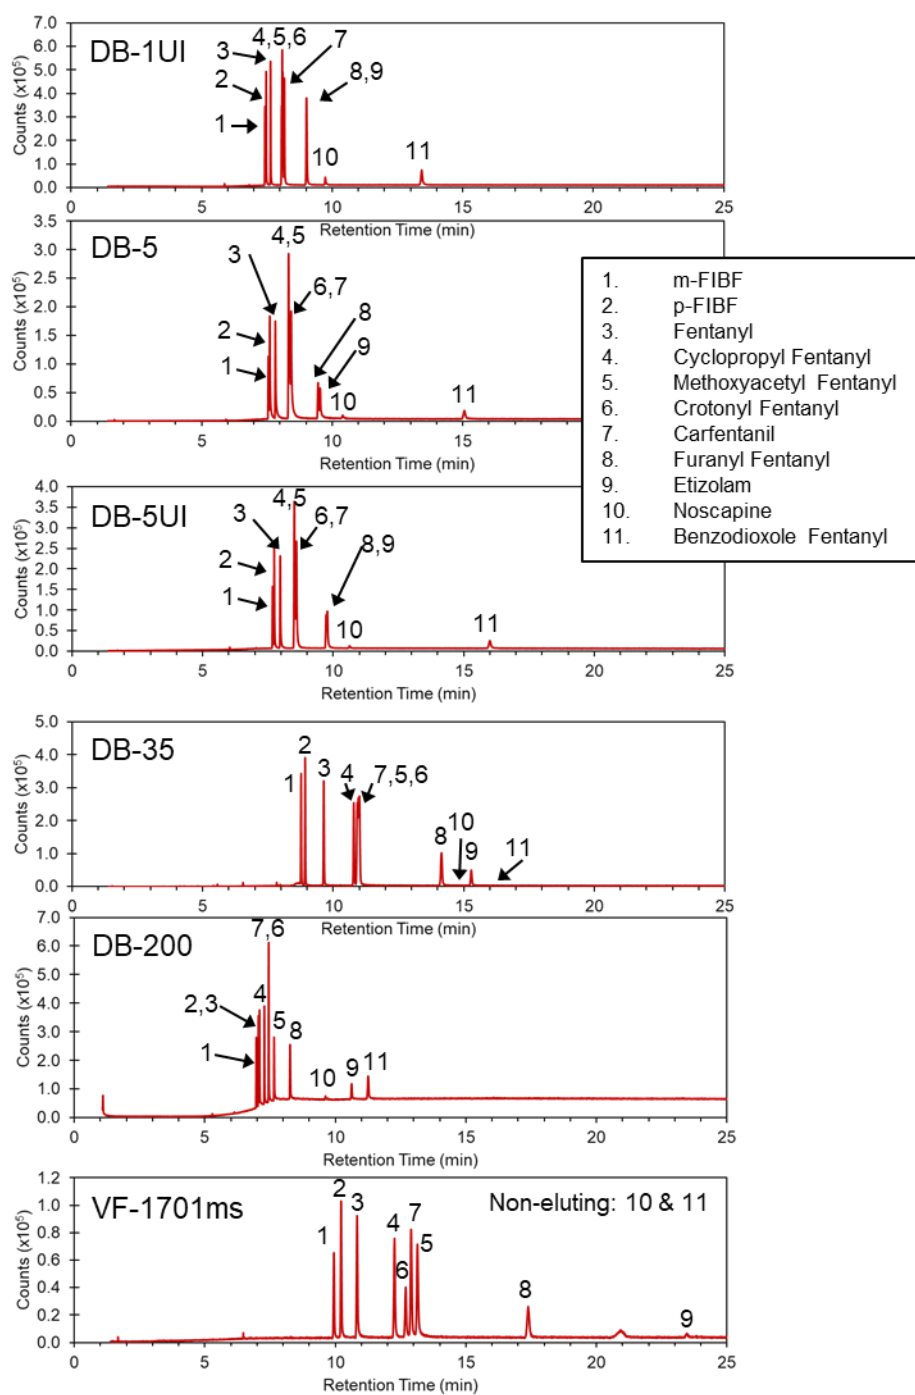 DB-1UI
Counts (x10⁵)
7.0
6.0
5.0
4.0
3.0
2.0
1.0
0.0
4,5,6
3
7
2
8,9
1
10
11
0 5 10 15 20 25
Retention Time (min)
DB-5
Counts (x10⁵)
3.5
3.0
2.5
2.0
1.5
1.0
0.5
0.0
4,5
3
6,7
2
8
1
9
10
11
0 5 10 15 20 25
Retention Time (min)
1. m-FIBF
2. p-FIBF
3. Fentanyl
4. Cyclopropyl Fentanyl
5. Methoxyacetyl Fentanyl
6. Crotonyl Fentanyl
7. Carfentanil
8. Furanyl Fentanyl
9. Etizolam
10. Noscapine
11. Benzodioxole Fentanyl
DB-5UI
Counts (x10⁵)
4.0
3.5
3.0
2.5
2.0
1.5
1.0
0.5
0.0
4,5
3
6,7
2
8,9
1
10
11
0 5 10 15 20 25
Retention Time (min)
DB-35
Counts (x10⁵)
5.0
4.0
3.0
2.0
1.0
0.0
2
1
3
4
7,5,6
8
10
9
11
0 5 10 15 20 25
Retention Time (min)
DB-200
Counts (x10⁵)
7.0
6.0
5.0
4.0
3.0
2.0
1.0
0.0
7,6
2,3
4
1
5
8
10
9
11
0 5 10 15 20 25
Retention Time (min)
VF-1701ms
Non-eluting: 10 & 11
Counts (x10⁵)
1.2
1.0
0.8
0.6
0.4
0.2
0.0
2
1
3
4
7
6
5
8
9
0 5 10 15 20 25
Retention Time (min)